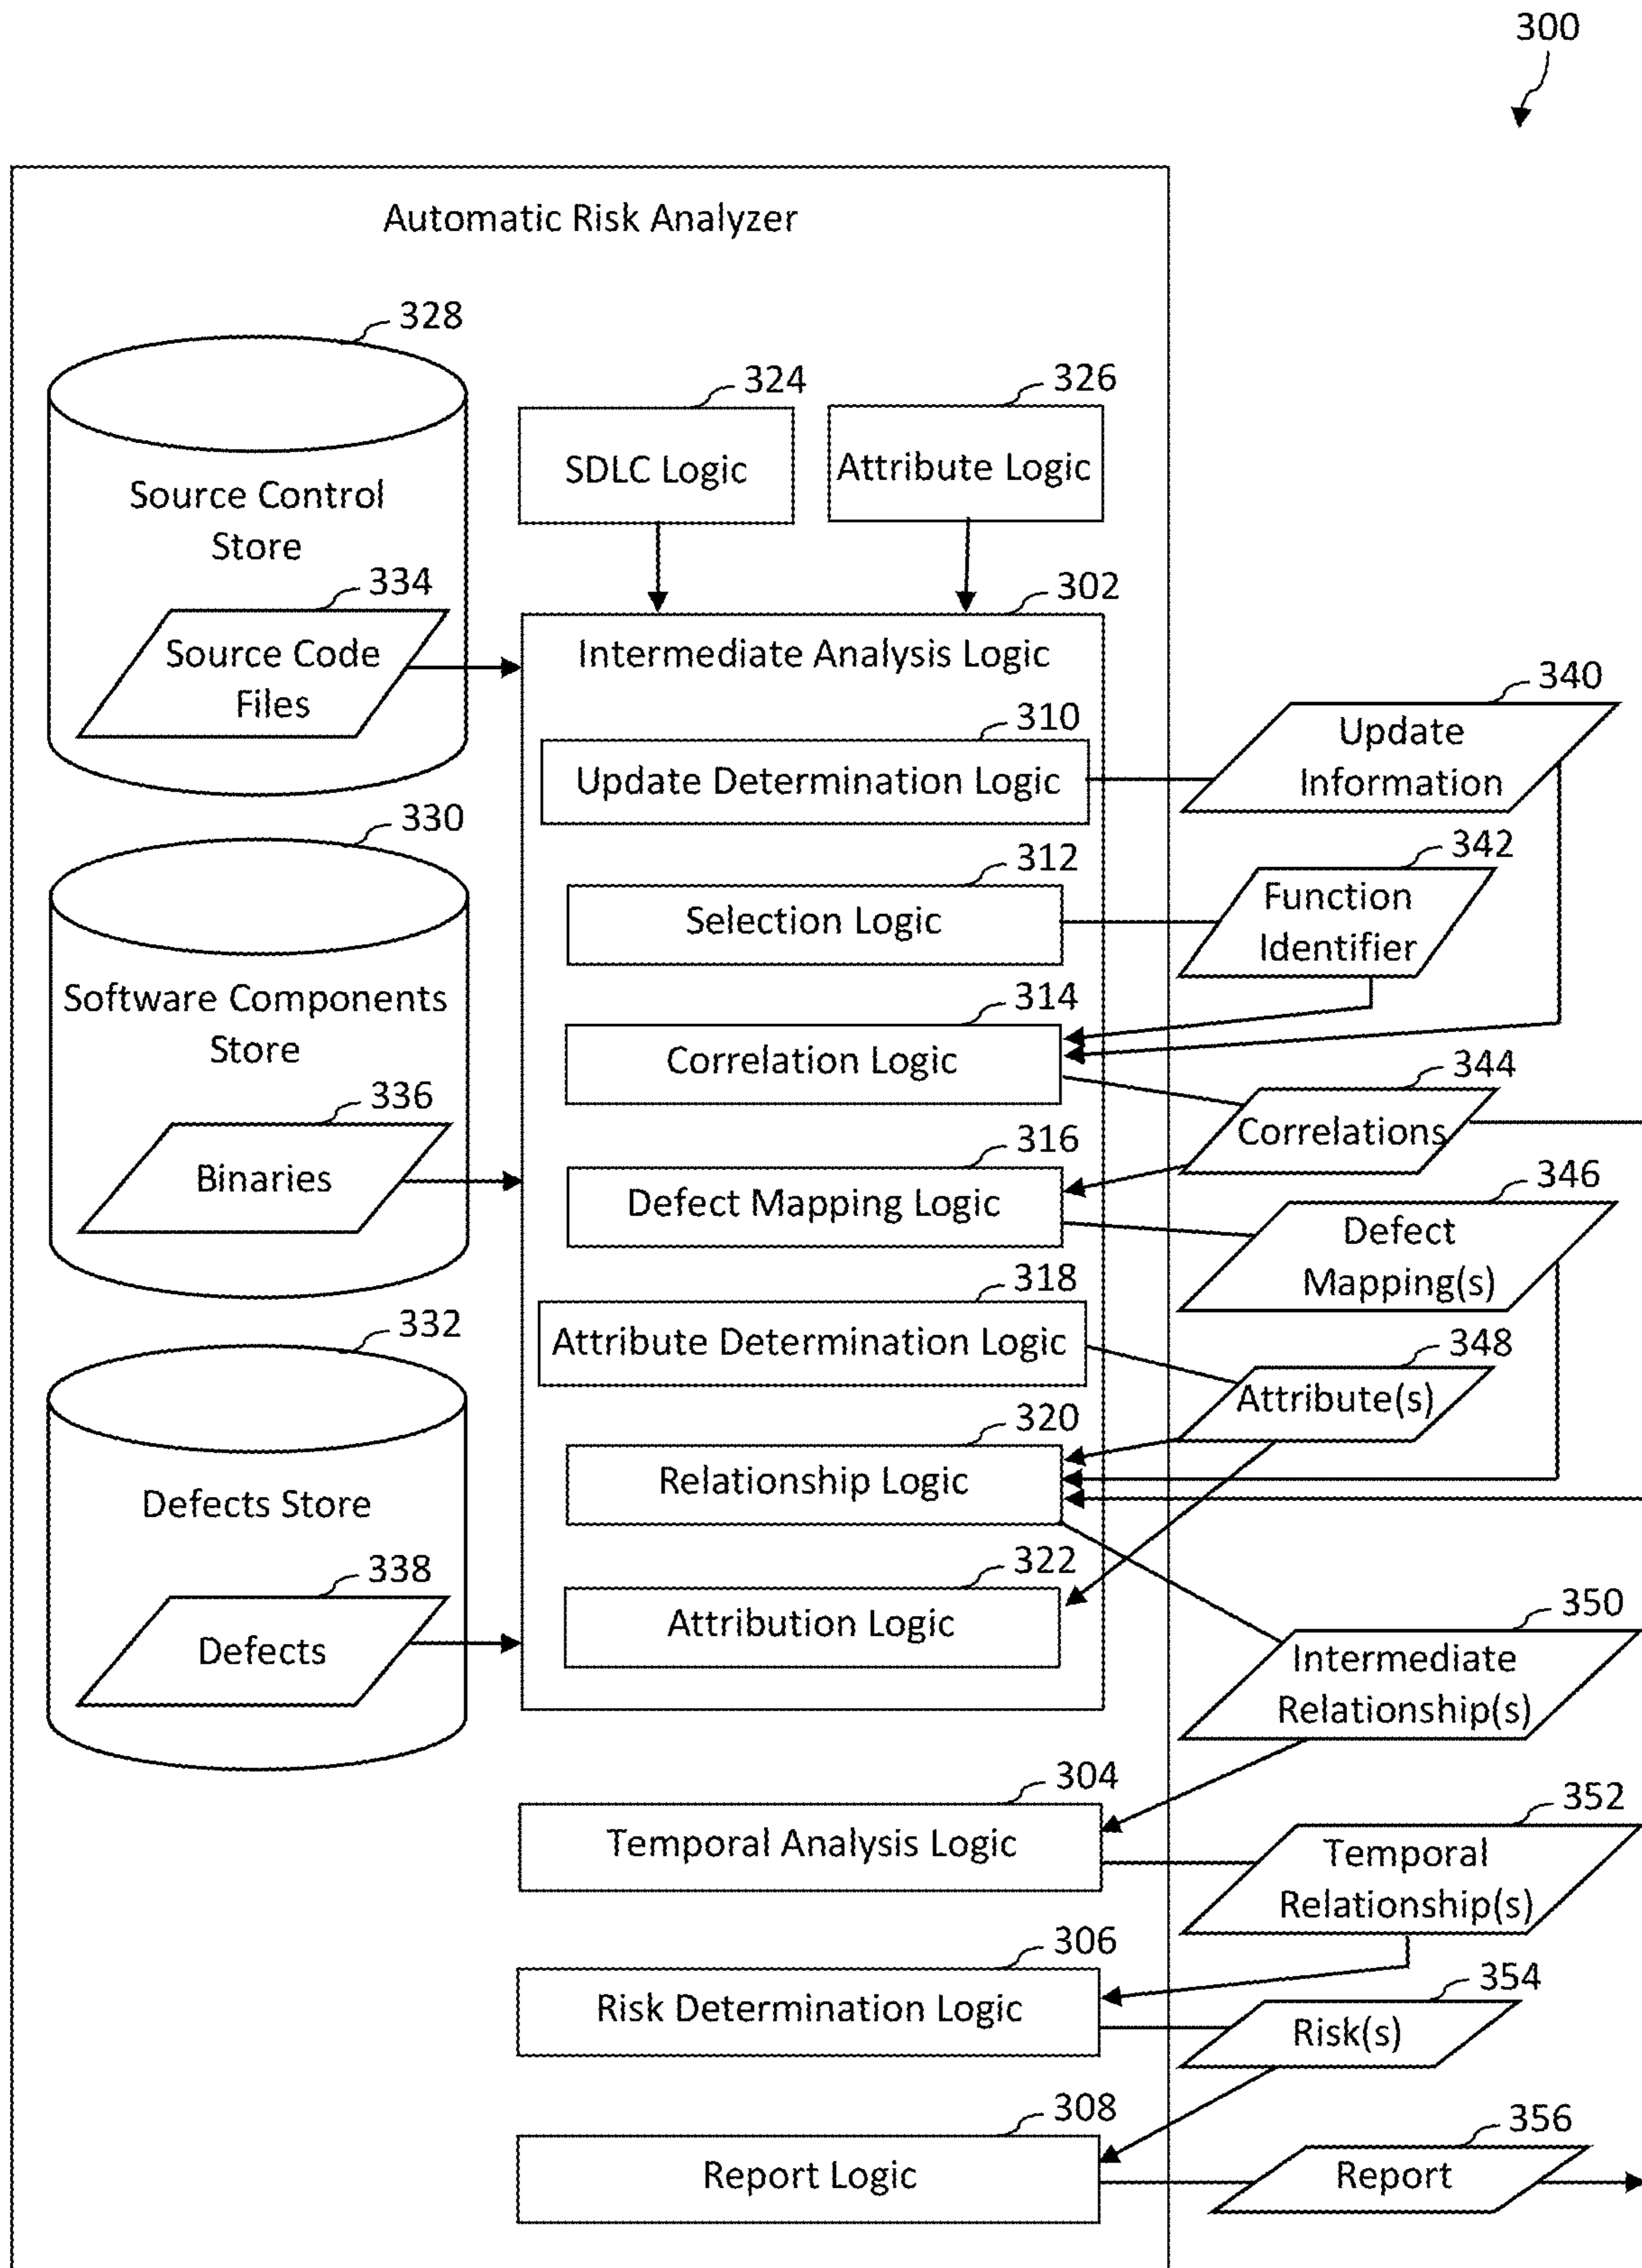 300
Automatic Risk Analyzer
328
Source Control
Store
334
Source Code
Files
324
SDLC Logic
326
Attribute Logic
302
Intermediate Analysis Logic
310
Update Determination Logic
340
Update
Information
330
Software Components
Store
336
Binaries
312
Selection Logic
342
Function
Identifier
314
Correlation Logic
344
Correlations
316
Defect Mapping Logic
346
Defect
Mapping(s)
332
Defects Store
338
Defects
318
Attribute Determination Logic
348
Attribute(s)
320
Relationship Logic
322
Attribution Logic
350
Intermediate
Relationship(s)
304
Temporal Analysis Logic
352
Temporal
Relationship(s)
306
Risk Determination Logic
354
Risk(s)
308
Report Logic
356
Report